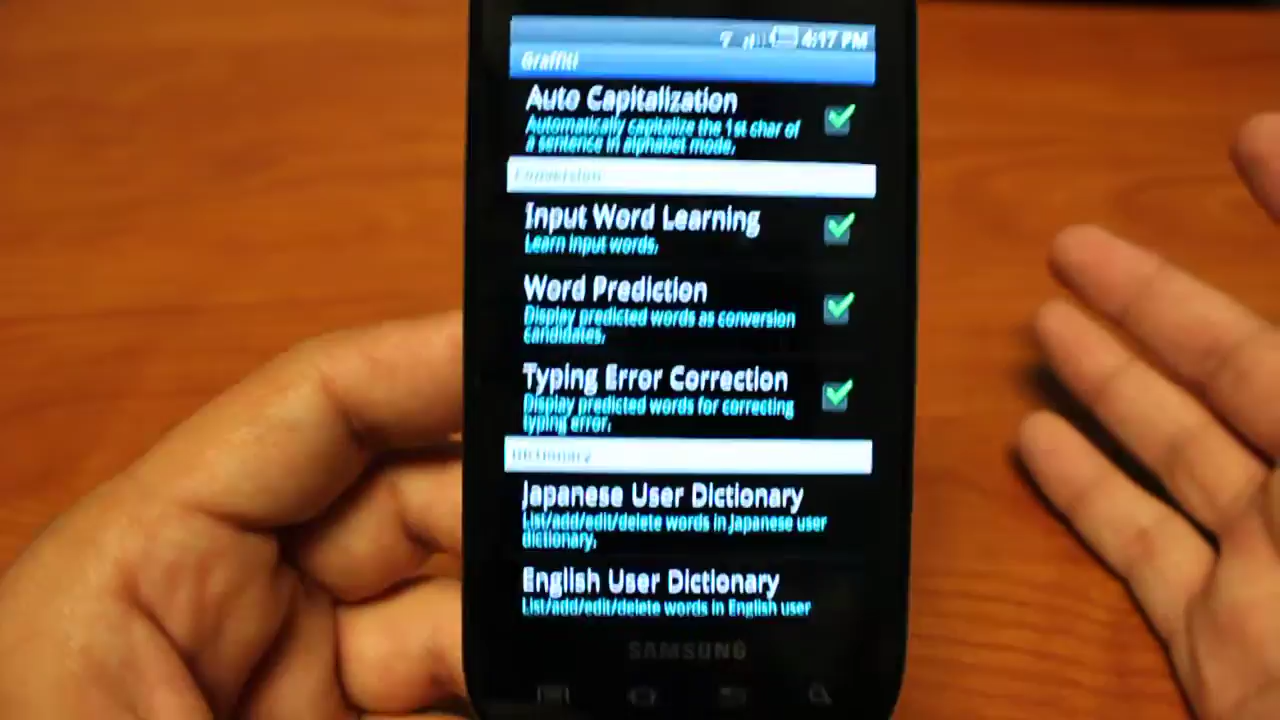 4:17 PM
Graffiti
Auto Capitalization
Automatically capitalize the 1st char of
a sentence in alphabet mode.
Conversion
Input Word Learning
Learn input words.
Word Prediction
Display predicted words as conversion
candidates.
Typing Error Correction
Display predicted words for correcting
typing error.
Dictionary
Japanese User Dictionary
List/add/edit/delete words in Japanese user
dictionary.
English User Dictionary
List/add/edit/delete words in English user
SAMSUNG